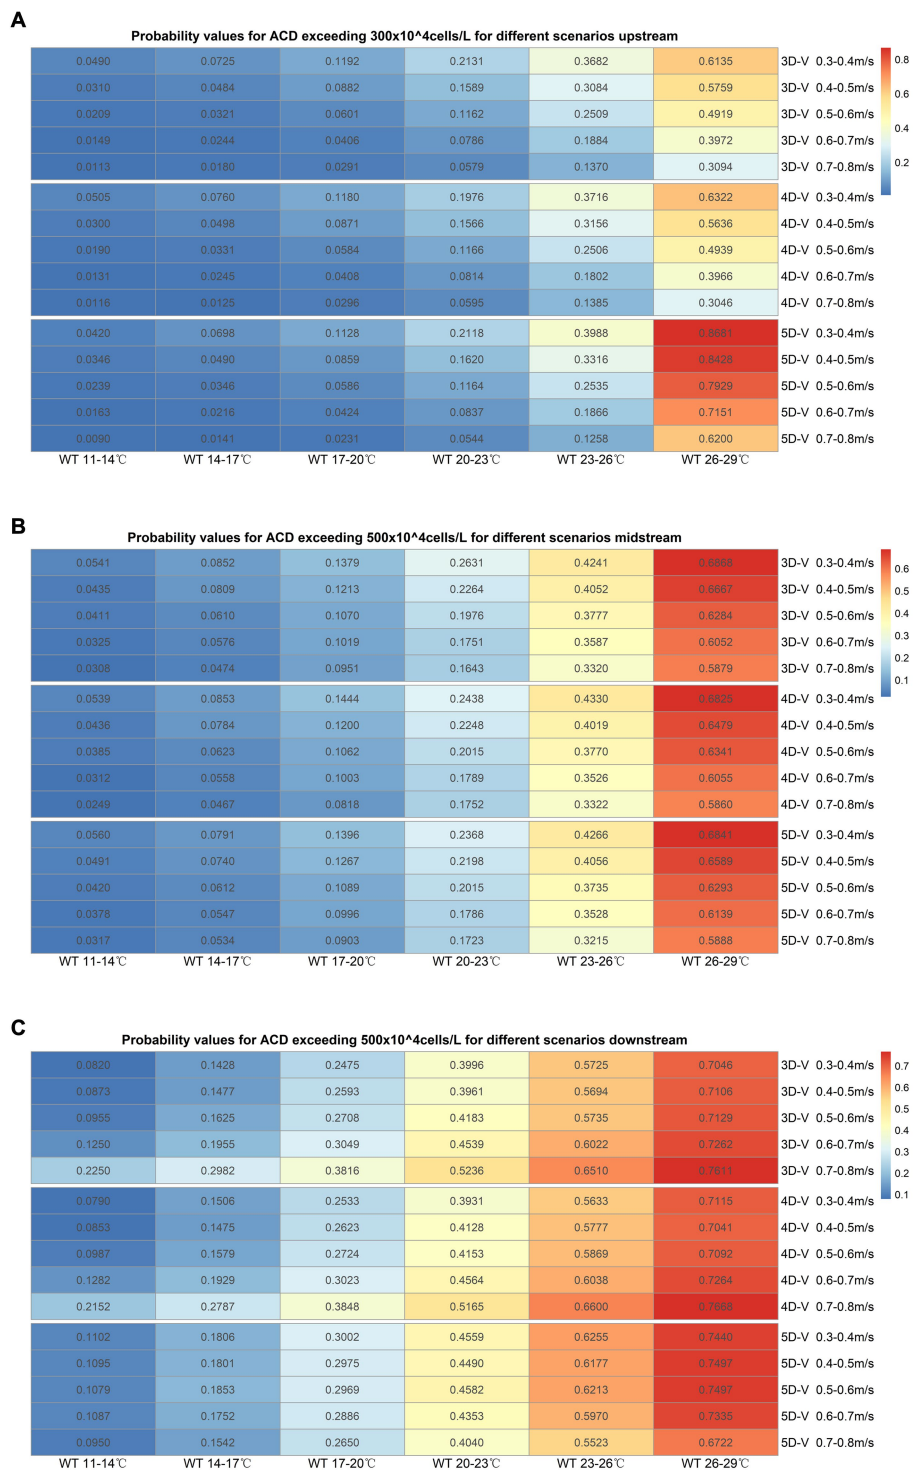 A
Probability values for ACD exceeding 300x10^4cells/L for different scenarios upstream
0.0490 0.0725 0.1192 0.2131 0.3682 0.6135 3D-V 0.3-0.4m/s
0.0310 0.0484 0.0882 0.1589 0.3084 0.5759 3D-V 0.4-0.5m/s
0.0209 0.0321 0.0601 0.1162 0.2509 0.4919 3D-V 0.5-0.6m/s
0.0149 0.0244 0.0406 0.0786 0.1884 0.3972 3D-V 0.6-0.7m/s
0.0113 0.0180 0.0291 0.0579 0.1370 0.3094 3D-V 0.7-0.8m/s
0.0505 0.0760 0.1180 0.1976 0.3716 0.6322 4D-V 0.3-0.4m/s
0.0300 0.0498 0.0871 0.1566 0.3156 0.5636 4D-V 0.4-0.5m/s
0.0190 0.0331 0.0584 0.1166 0.2506 0.4939 4D-V 0.5-0.6m/s
0.0131 0.0245 0.0408 0.0814 0.1802 0.3966 4D-V 0.6-0.7m/s
0.0116 0.0125 0.0296 0.0595 0.1385 0.3046 4D-V 0.7-0.8m/s
0.0420 0.0698 0.1128 0.2118 0.3988 0.8681 5D-V 0.3-0.4m/s
0.0346 0.0490 0.0859 0.1620 0.3316 0.8428 5D-V 0.4-0.5m/s
0.0239 0.0346 0.0586 0.1164 0.2535 0.7929 5D-V 0.5-0.6m/s
0.0163 0.0216 0.0424 0.0837 0.1866 0.7151 5D-V 0.6-0.7m/s
0.0090 0.0141 0.0231 0.0544 0.1258 0.6200 5D-V 0.7-0.8m/s
WT 11-14℃ WT 14-17℃ WT 17-20℃ WT 20-23℃ WT 23-26℃ WT 26-29℃
0.8
0.6
0.4
0.2
B
Probability values for ACD exceeding 500x10^4cells/L for different scenarios midstream
0.0541 0.0852 0.1379 0.2631 0.4241 0.6868 3D-V 0.3-0.4m/s
0.0435 0.0809 0.1213 0.2264 0.4052 0.6667 3D-V 0.4-0.5m/s
0.0411 0.0610 0.1070 0.1976 0.3777 0.6284 3D-V 0.5-0.6m/s
0.0325 0.0576 0.1019 0.1751 0.3587 0.6052 3D-V 0.6-0.7m/s
0.0308 0.0474 0.0951 0.1643 0.3320 0.5879 3D-V 0.7-0.8m/s
0.0539 0.0853 0.1444 0.2438 0.4330 0.6825 4D-V 0.3-0.4m/s
0.0436 0.0784 0.1200 0.2248 0.4019 0.6479 4D-V 0.4-0.5m/s
0.0385 0.0623 0.1062 0.2015 0.3770 0.6341 4D-V 0.5-0.6m/s
0.0312 0.0558 0.1003 0.1789 0.3526 0.6055 4D-V 0.6-0.7m/s
0.0249 0.0467 0.0818 0.1752 0.3322 0.5860 4D-V 0.7-0.8m/s
0.0560 0.0791 0.1396 0.2368 0.4266 0.6841 5D-V 0.3-0.4m/s
0.0491 0.0740 0.1267 0.2198 0.4056 0.6589 5D-V 0.4-0.5m/s
0.0420 0.0612 0.1089 0.2015 0.3735 0.6293 5D-V 0.5-0.6m/s
0.0378 0.0547 0.0996 0.1786 0.3528 0.6139 5D-V 0.6-0.7m/s
0.0317 0.0534 0.0903 0.1723 0.3215 0.5888 5D-V 0.7-0.8m/s
WT 11-14℃ WT 14-17℃ WT 17-20℃ WT 20-23℃ WT 23-26℃ WT 26-29℃
0.6
0.5
0.4
0.3
0.2
0.1
C
Probability values for ACD exceeding 500x10^4cells/L for different scenarios downstream
0.0820 0.1428 0.2475 0.3996 0.5725 0.7046 3D-V 0.3-0.4m/s
0.0873 0.1477 0.2593 0.3961 0.5694 0.7106 3D-V 0.4-0.5m/s
0.0955 0.1625 0.2708 0.4183 0.5735 0.7129 3D-V 0.5-0.6m/s
0.1250 0.1955 0.3049 0.4539 0.6022 0.7262 3D-V 0.6-0.7m/s
0.2250 0.2982 0.3816 0.5236 0.6510 0.7611 3D-V 0.7-0.8m/s
0.0790 0.1506 0.2533 0.3931 0.5633 0.7115 4D-V 0.3-0.4m/s
0.0853 0.1475 0.2623 0.4128 0.5777 0.7041 4D-V 0.4-0.5m/s
0.0987 0.1579 0.2724 0.4153 0.5869 0.7092 4D-V 0.5-0.6m/s
0.1282 0.1929 0.3023 0.4564 0.6038 0.7264 4D-V 0.6-0.7m/s
0.2152 0.2787 0.3848 0.5165 0.6600 0.7668 4D-V 0.7-0.8m/s
0.1102 0.1806 0.3002 0.4559 0.6255 0.7440 5D-V 0.3-0.4m/s
0.1095 0.1801 0.2975 0.4490 0.6177 0.7497 5D-V 0.4-0.5m/s
0.1079 0.1853 0.2969 0.4582 0.6213 0.7497 5D-V 0.5-0.6m/s
0.1087 0.1752 0.2886 0.4353 0.5970 0.7335 5D-V 0.6-0.7m/s
0.0950 0.1542 0.2650 0.4040 0.5523 0.6722 5D-V 0.7-0.8m/s
WT 11-14℃ WT 14-17℃ WT 17-20℃ WT 20-23℃ WT 23-26℃ WT 26-29℃
0.7
0.6
0.5
0.4
0.3
0.2
0.1